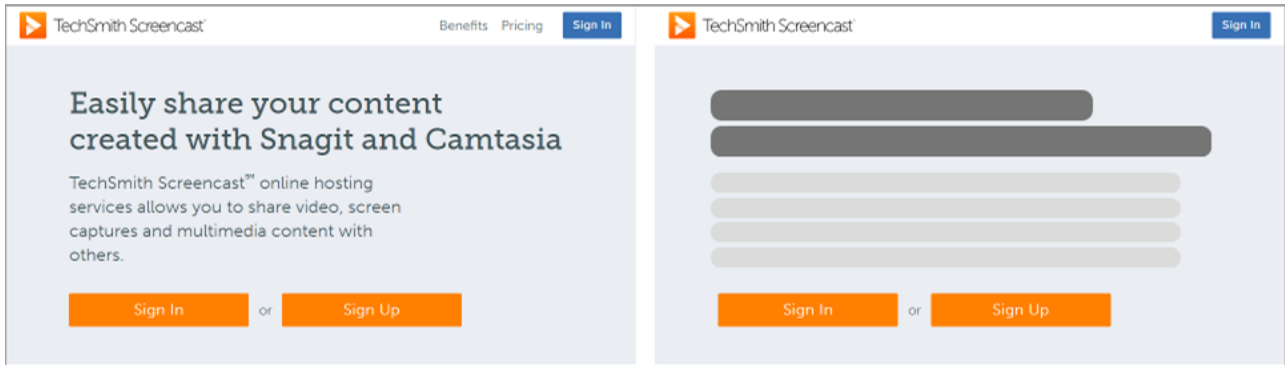 TechSmith Screencast®
Benefits Pricing Sign In
Easily share your content
created with Snagit and Camtasia
TechSmith Screencast℠ online hosting
services allows you to share video, screen
captures and multimedia content with
others.
Sign In or Sign Up
TechSmith Screencast®
Sign In
Sign In or Sign Up